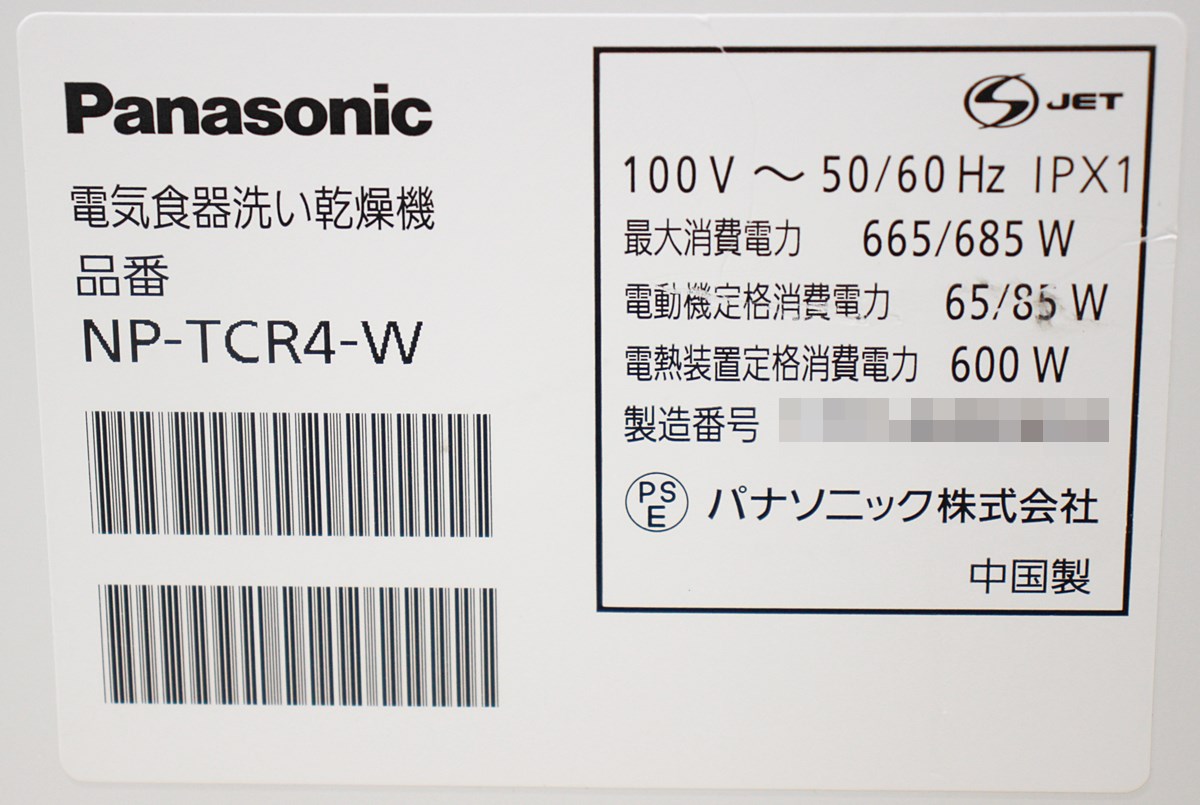 Panasonic
電気食器洗い乾燥機
品番
NP-TCR4-W
S JET
100V ～ 50/60Hz IPX1
最大消費電力 665/685 W
電動機定格消費電力 65/85 W
電熱装置定格消費電力 600 W
製造番号
PS
E
パナソニック株式会社
中国製